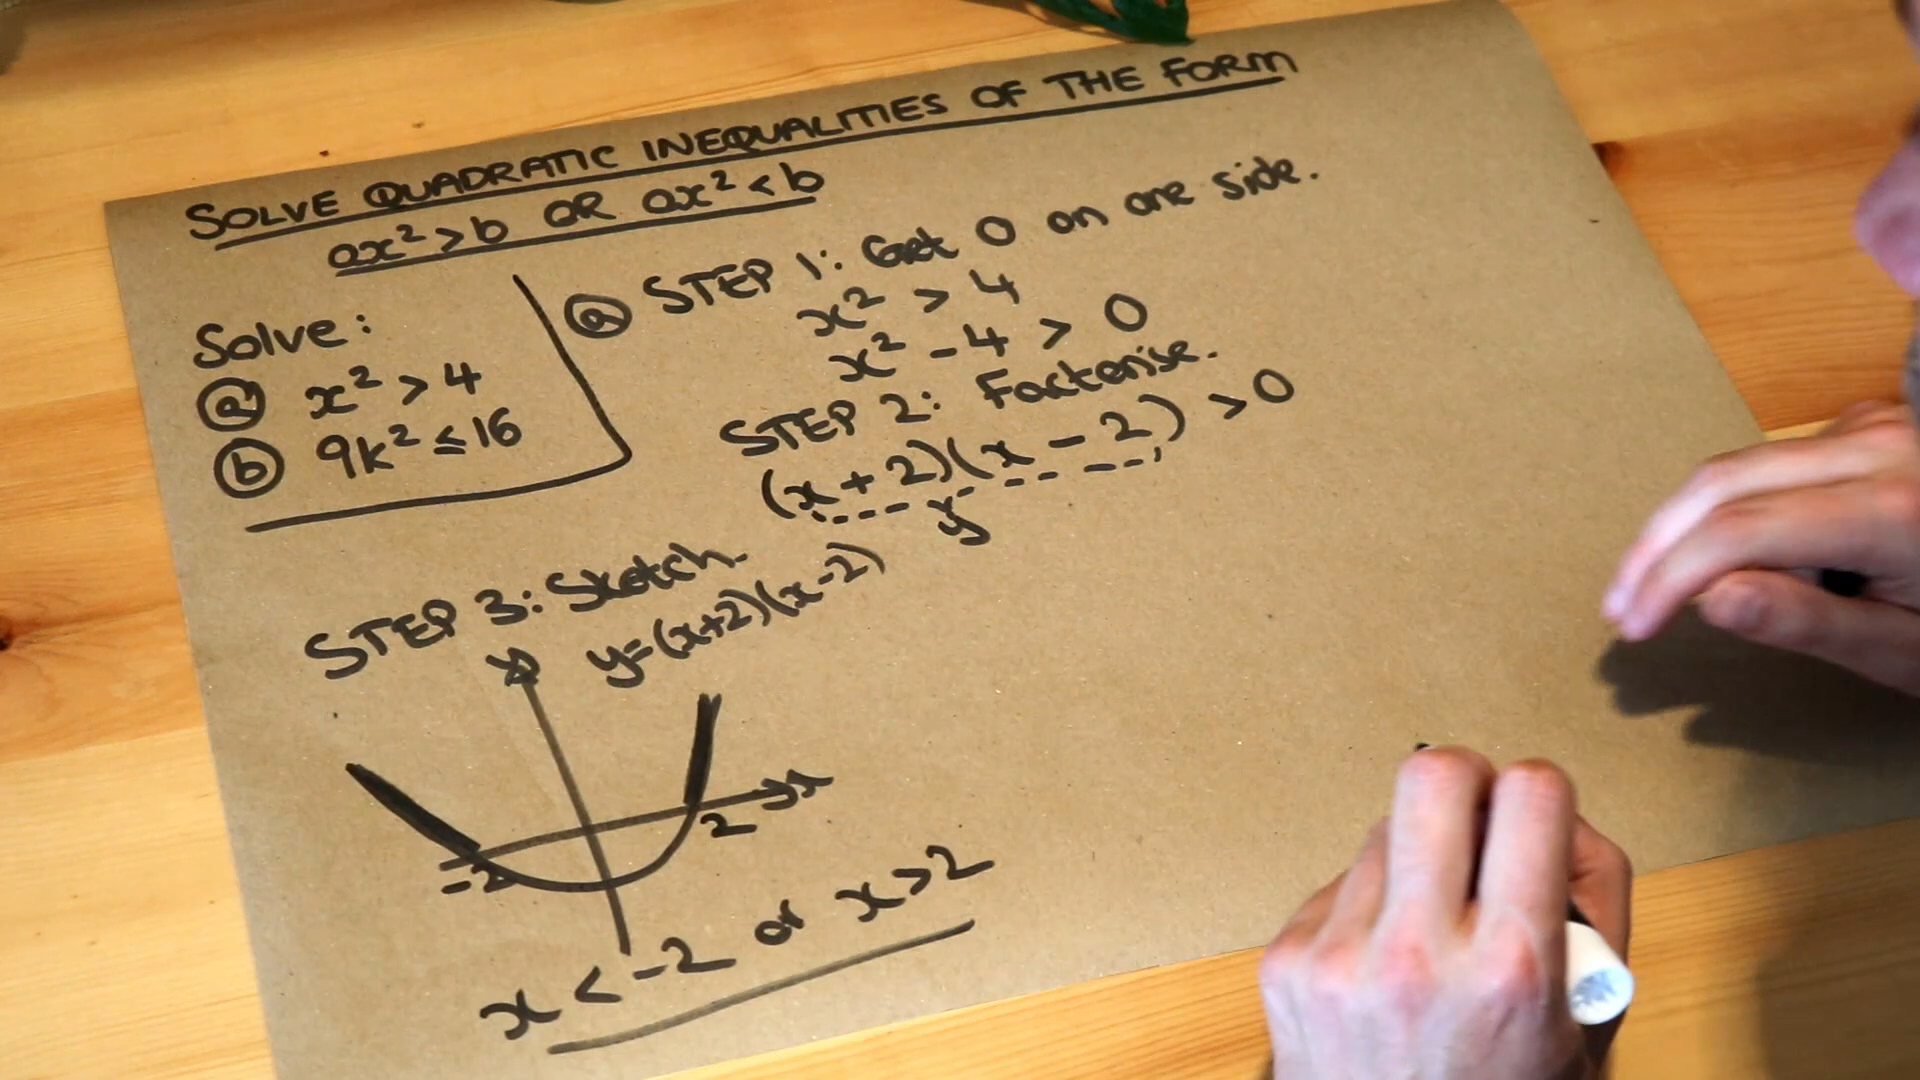 SOLVE QUADRATIC INEQUALITIES OF THE FORM
ax² > b OR ax² < b
Solve:
ⓐ x² > 4
ⓑ 9k² ≤ 16
ⓐ STEP 1: Get 0 on one side.
x² > 4
x² - 4 > 0
STEP 2: Factorise.
(x + 2)(x - 2) > 0
y
STEP 3: Sketch.
y=(x+2)(x-2)
y
x
-2
2
x < -2 or x > 2